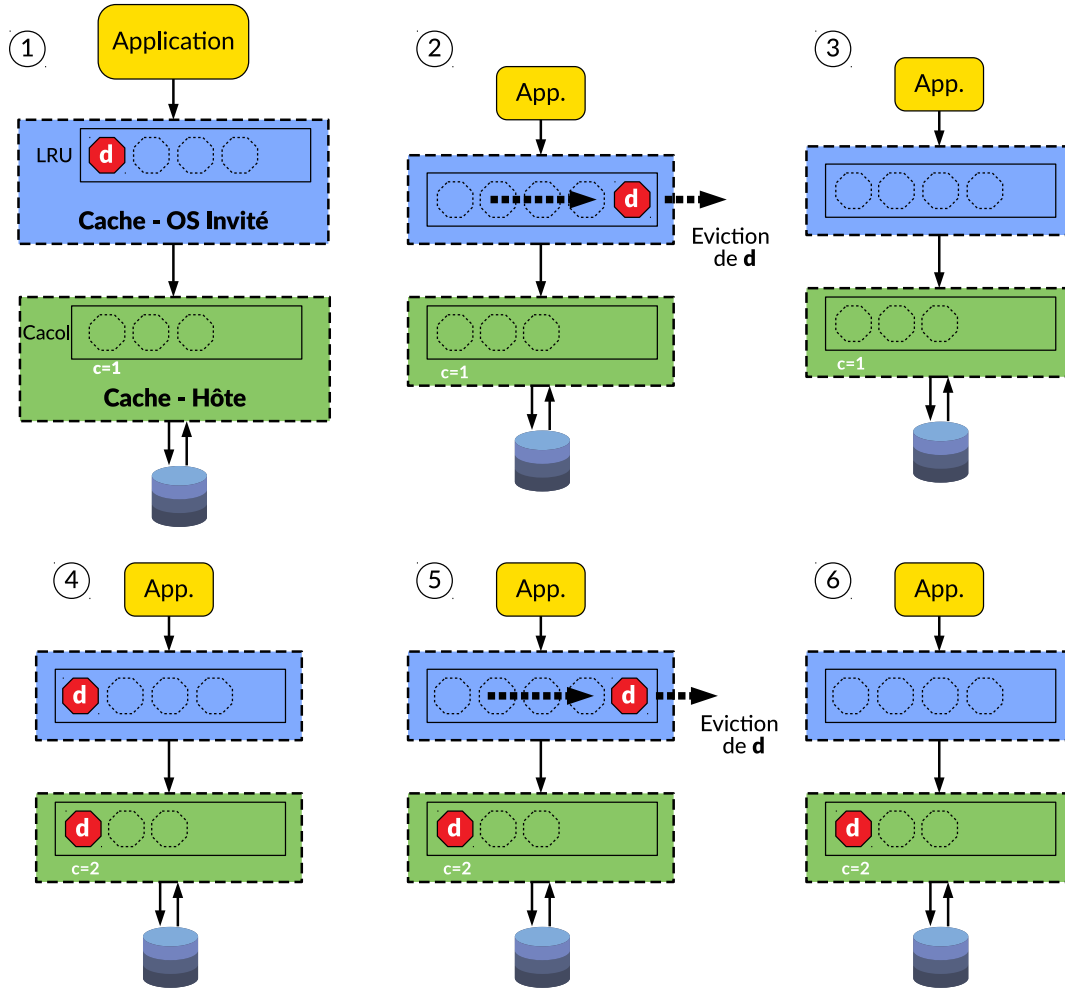 1
Application
LRU
d
Cache - OS Invité
Cacol
c=1
Cache - Hôte
2
App.
d
Eviction
de d
c=1
3
App.
c=1
4
App.
d
d
c=2
5
App.
d
Eviction
de d
d
c=2
6
App.
d
c=2